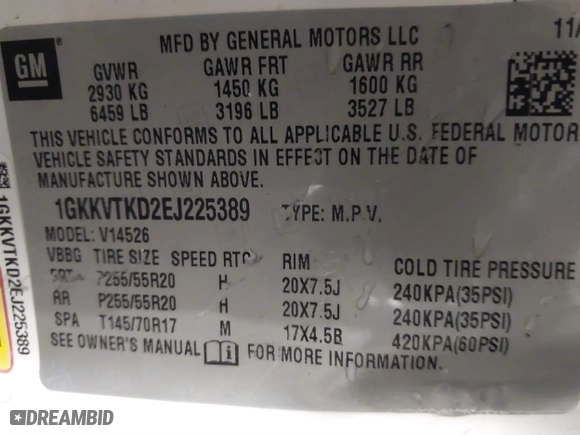 MFD BY GENERAL MOTORS LLC 11/
GM
GVWR GAWR FRT GAWR RR
2930 KG 1450 KG 1600 KG
6459 LB 3196 LB 3527 LB
THIS VEHICLE CONFORMS TO ALL APPLICABLE U.S. FEDERAL MOTOR
VEHICLE SAFETY STANDARDS IN EFFECT ON THE DATE OF
MANUFACTURE SHOWN ABOVE.
1GKKVTKD2EJ225389 TYPE: M.P.V.
MODEL: V14526
VBBG TIRE SIZE SPEED RTG RIM COLD TIRE PRESSURE
FRT P255/55R20 H 20X7.5J 240KPA(35PSI)
RR P255/55R20 H 20X7.5J 240KPA(35PSI)
SPA T145/70R17 M 17X4.5B 420KPA(60PSI)
SEE OWNER'S MANUAL FOR MORE INFORMATION.
1GKKVTKD2EJ225389
DREAMBID